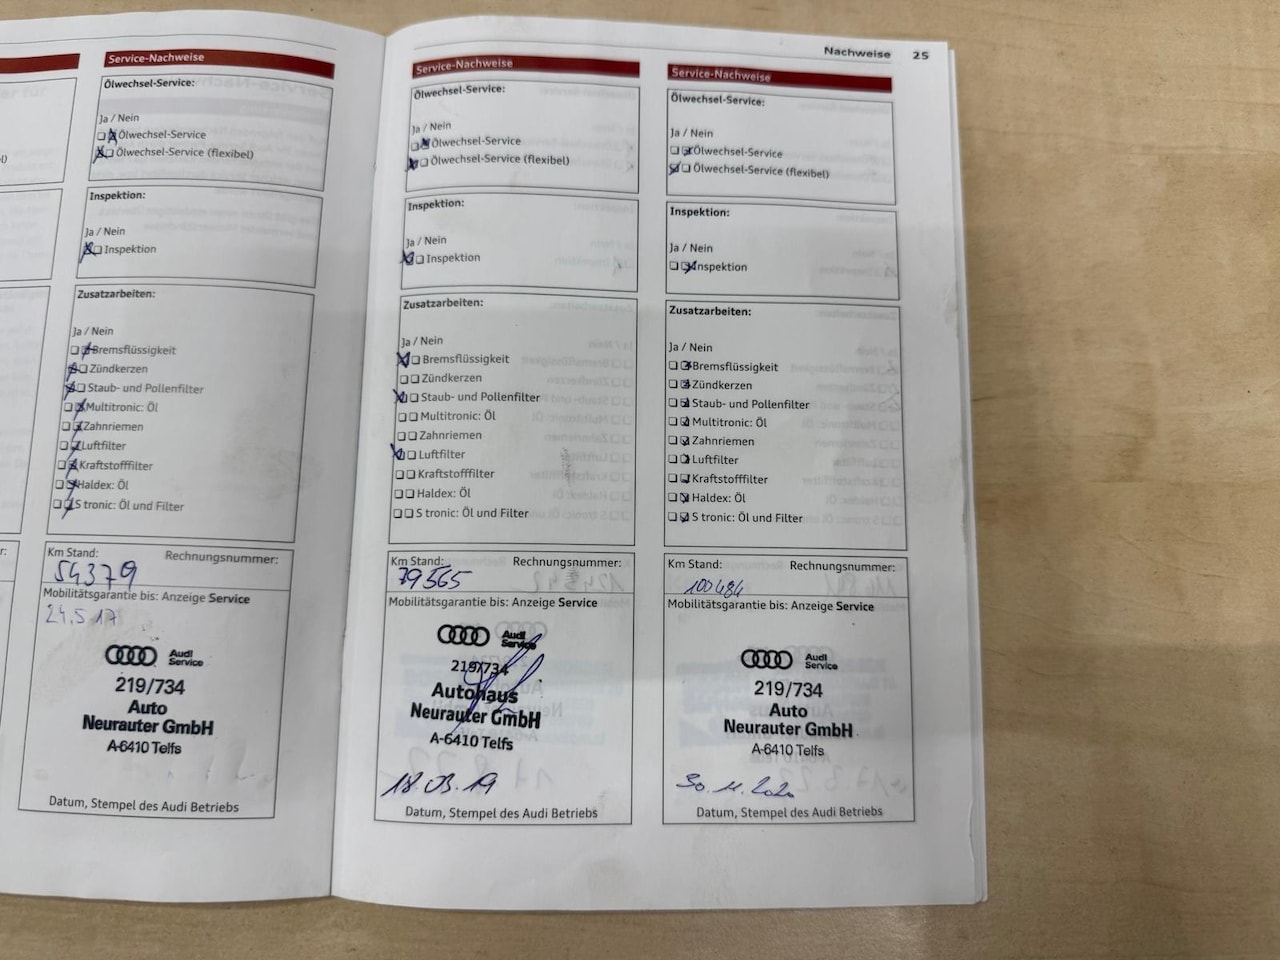 Nachweise 25
Service-Nachweise
Ölwechsel-Service:
Ja / Nein
Ölwechsel-Service
Ölwechsel-Service (flexibel)
Inspektion:
Ja / Nein
Inspektion
Zusatzarbeiten:
Ja / Nein
Bremsflüssigkeit
Zündkerzen
Staub- und Pollenfilter
Multitronic: Öl
Zahnriemen
Luftfilter
Kraftstofffilter
Haldex: Öl
S tronic: Öl und Filter
Km Stand: Rechnungsnummer:
54379
Mobilitätsgarantie bis: Anzeige Service
24.5 17
Audi
Service
219/734
Auto
Neurauter GmbH
A-6410 Telfs
Datum, Stempel des Audi Betriebs
Service-Nachweise
Ölwechsel-Service:
Ja / Nein
Ölwechsel-Service
Ölwechsel-Service (flexibel)
Inspektion:
Ja / Nein
Inspektion
Zusatzarbeiten:
Ja / Nein
Bremsflüssigkeit
Zündkerzen
Staub- und Pollenfilter
Multitronic: Öl
Zahnriemen
Luftfilter
Kraftstofffilter
Haldex: Öl
S tronic: Öl und Filter
Km Stand: Rechnungsnummer:
79565
Mobilitätsgarantie bis: Anzeige Service
Audi
Service
219/734
Autohaus
Neurauter GmbH
A-6410 Telfs
18.03.19
Datum, Stempel des Audi Betriebs
Service-Nachweise
Ölwechsel-Service:
Ja / Nein
Ölwechsel-Service
Ölwechsel-Service (flexibel)
Inspektion:
Ja / Nein
Inspektion
Zusatzarbeiten:
Ja / Nein
Bremsflüssigkeit
Zündkerzen
Staub- und Pollenfilter
Multitronic: Öl
Zahnriemen
Luftfilter
Kraftstofffilter
Haldex: Öl
S tronic: Öl und Filter
Km Stand: Rechnungsnummer:
100484
Mobilitätsgarantie bis: Anzeige Service
Audi
Service
219/734
Auto
Neurauter GmbH
A-6410 Telfs
30.11.2020
Datum, Stempel des Audi Betriebs